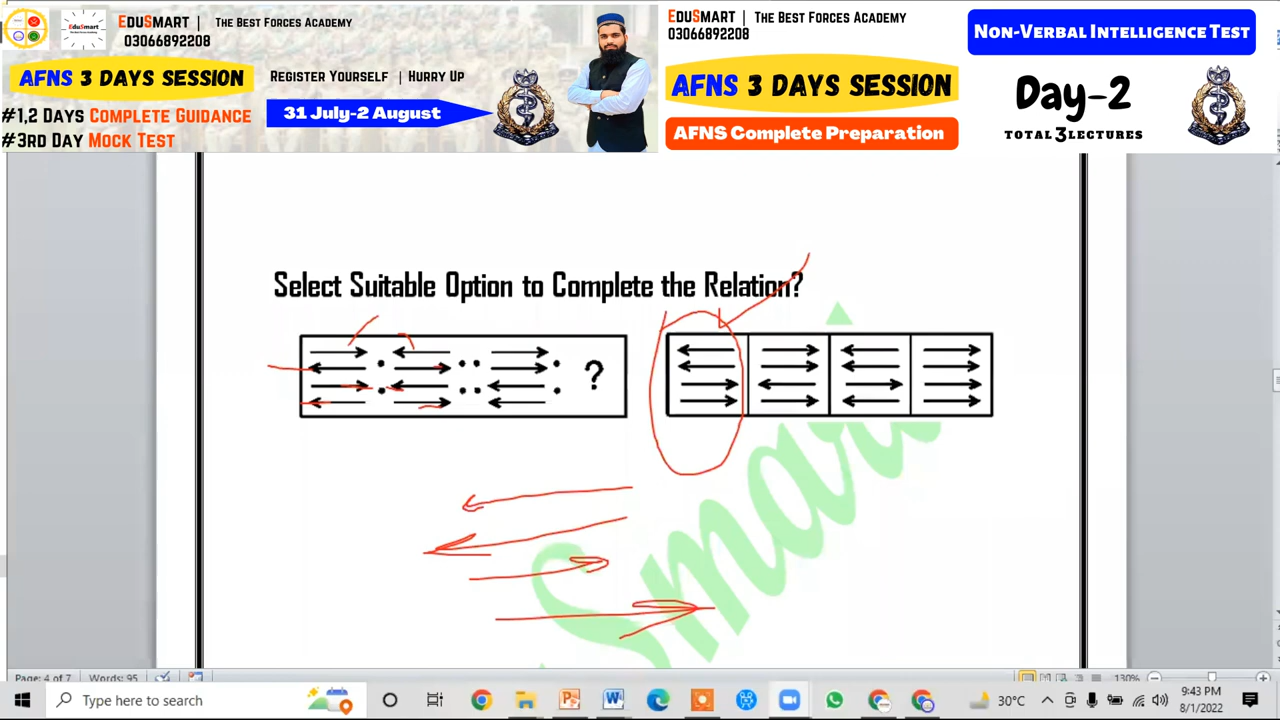 EduSmart | The Best Forces Academy
03066892208
AFNS 3 DAYS SESSION
Register Yourself | Hurry Up
31 July-2 August
#1,2 Days Complete Guidance
#3rd Day Mock Test
EduSmart | The Best Forces Academy
03066892208
AFNS 3 DAYS SESSION
AFNS Complete Preparation
Non-Verbal Intelligence Test
Day-2
Total 3 Lectures
Select Suitable Option to Complete the Relation?
?
Smart
Page: 4 of 7 Words: 95 130%
Type here to search
30°C
9:43 PM
8/1/2022